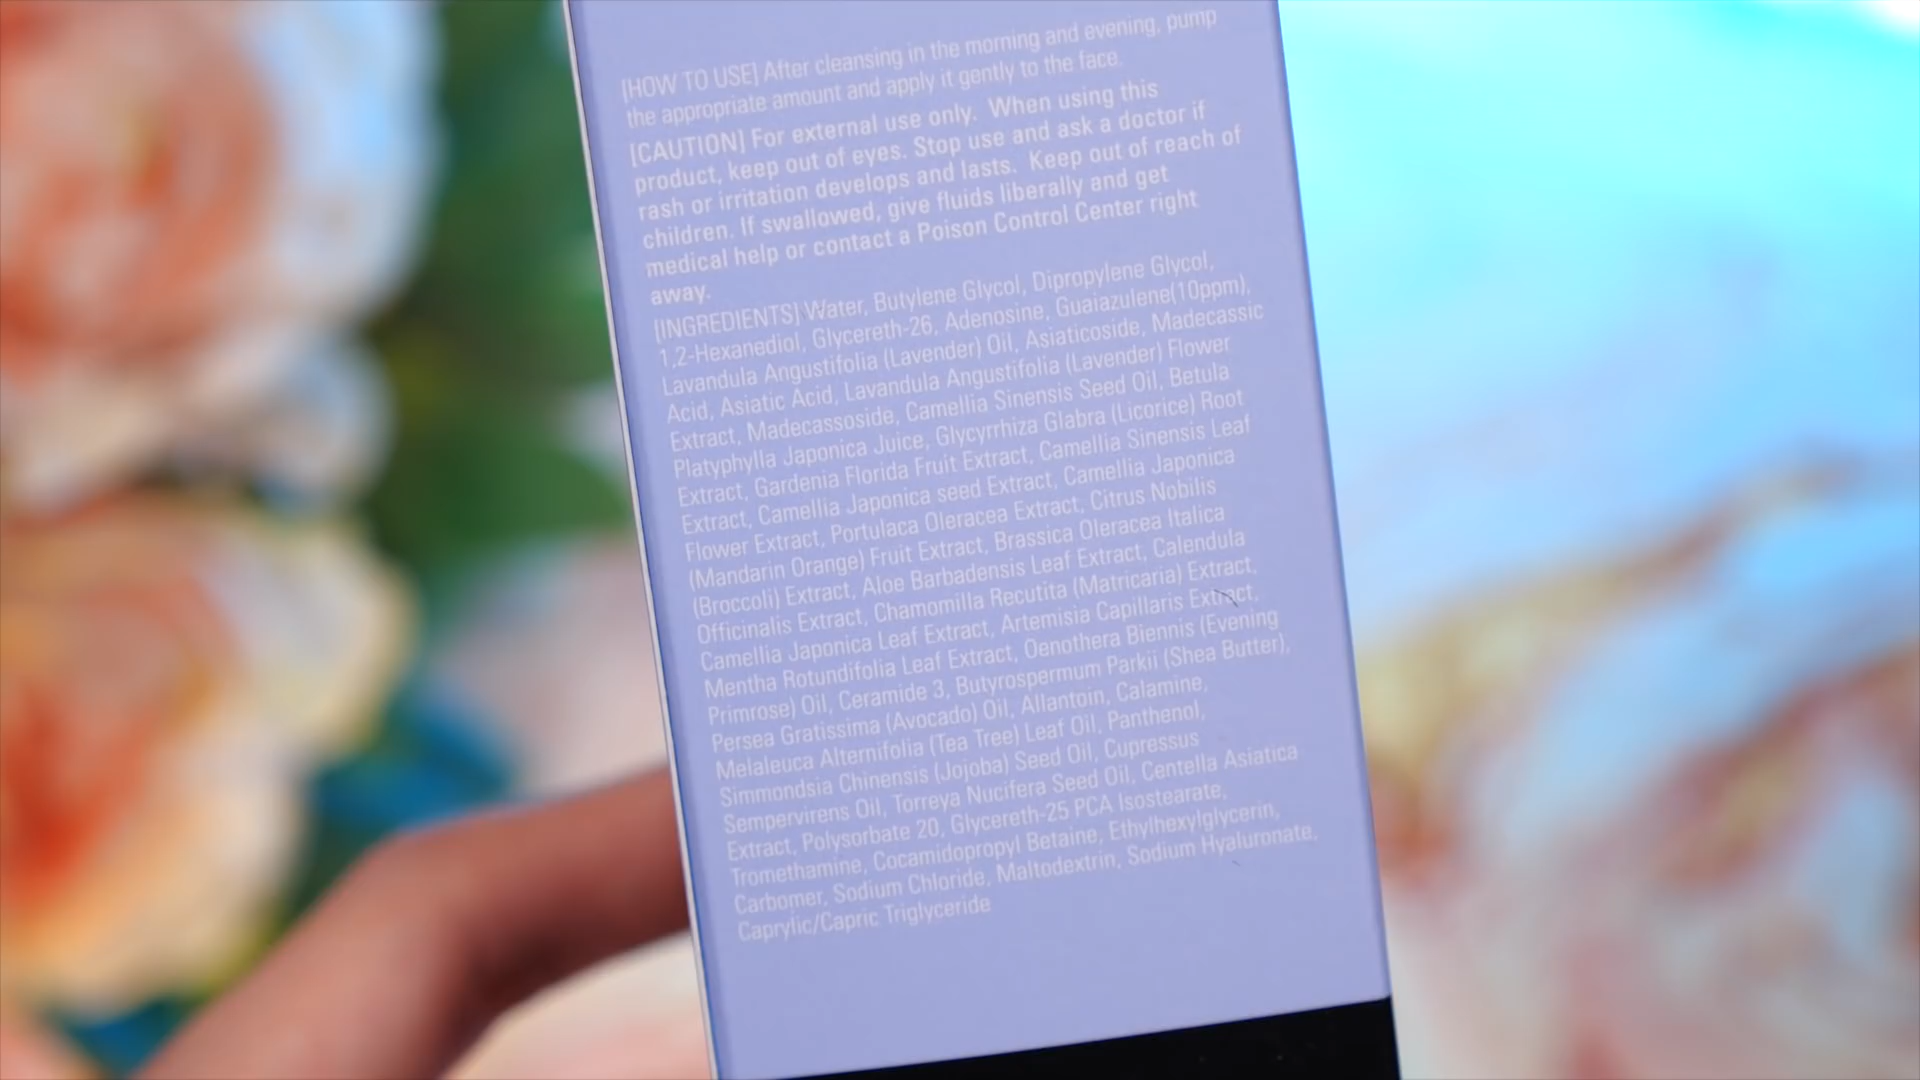 [HOW TO USE] After cleansing in the morning and evening, pump
the appropriate amount and apply it gently to the face.
[CAUTION] For external use only. When using this
product, keep out of eyes. Stop use and ask a doctor if
rash or irritation develops and lasts. Keep out of reach of
children. If swallowed, give fluids liberally and get
medical help or contact a Poison Control Center right
away.
[INGREDIENTS] Water, Butylene Glycol, Dipropylene Glycol,
1,2-Hexanediol, Glycereth-26, Adenosine, Guaiazulene(10ppm),
Lavandula Angustifolia (Lavender) Oil, Asiaticoside, Madecassic
Acid, Asiatic Acid, Lavandula Angustifolia (Lavender) Flower
Extract, Madecassoside, Camellia Sinensis Seed Oil, Betula
Platyphylla Japonica Juice, Glycyrrhiza Glabra (Licorice) Root
Extract, Gardenia Florida Fruit Extract, Camellia Sinensis Leaf
Extract, Camellia Japonica seed Extract, Camellia Japonica
Flower Extract, Portulaca Oleracea Extract, Citrus Nobilis
(Mandarin Orange) Fruit Extract, Brassica Oleracea Italica
(Broccoli) Extract, Aloe Barbadensis Leaf Extract, Calendula
Officinalis Extract, Chamomilla Recutita (Matricaria) Extract,
Camellia Japonica Leaf Extract, Artemisia Capillaris Extract,
Mentha Rotundifolia Leaf Extract, Oenothera Biennis (Evening
Primrose) Oil, Ceramide 3, Butyrospermum Parkii (Shea Butter),
Persea Gratissima (Avocado) Oil, Allantoin, Calamine,
Melaleuca Alternifolia (Tea Tree) Leaf Oil, Panthenol,
Simmondsia Chinensis (Jojoba) Seed Oil, Cupressus
Sempervirens Oil, Torreya Nucifera Seed Oil, Centella Asiatica
Extract, Polysorbate 20, Glycereth-25 PCA Isostearate,
Tromethamine, Cocamidopropyl Betaine, Ethylhexylglycerin,
Carbomer, Sodium Chloride, Maltodextrin, Sodium Hyaluronate,
Caprylic/Capric Triglyceride